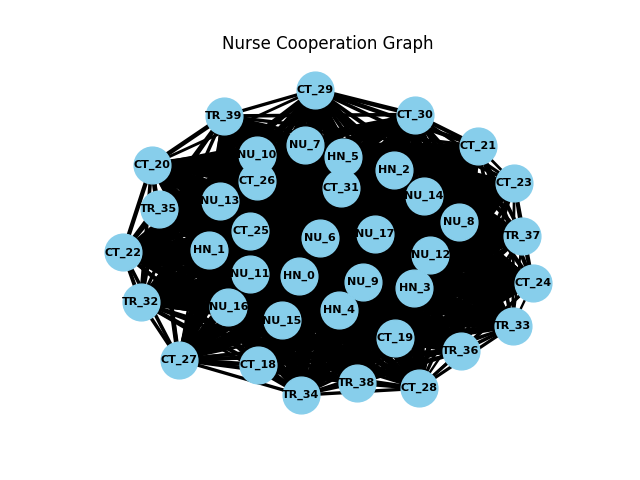 Nurse Cooperation Graph
CT_29
TR_39
CT_30
NU_7
CT_21
NU_10
HN_5
CT_20
HN_2
CT_26
CT_23
CT_31
NU_14
NU_13
TR_35
NU_8
CT_25
NU_17
TR_37
NU_6
HN_1
CT_22
NU_12
NU_11
HN_0
NU_9
CT_24
HN_3
TR_32
NU_16
HN_4
NU_15
TR_33
CT_19
TR_36
CT_27
CT_18
TR_38
CT_28
TR_34